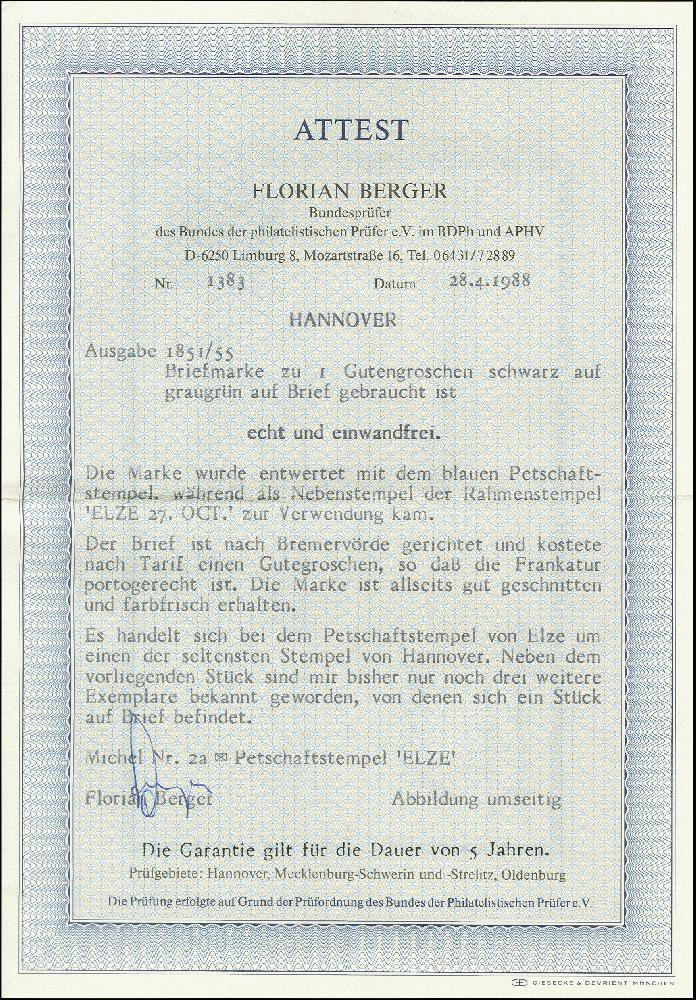 ATTEST
FLORIAN BERGER
Bundesprüfer
des Bundes der philatelistischen Prüfer e.V. im BDPh und APHV
D-6250 Limburg 8, Mozartstraße 16, Tel. 06431/72889
Nr. 1383 Datum 28.4.1988
HANNOVER
Ausgabe 1851/55
Briefmarke zu 1 Gutengroschen schwarz auf
graugrün auf Brief gebraucht ist
echt und einwandfrei.
Die Marke wurde entwertet mit dem blauen Petschaft-
stempel, während als Nebenstempel der Rahmenstempel
'ELZE 27. OCT.' zur Verwendung kam.
Der Brief ist nach Bremervörde gerichtet und kostete
nach Tarif einen Gutegroschen, so daß die Frankatur
portogerecht ist. Die Marke ist allseits gut geschnitten
und farbfrisch erhalten.
Es handelt sich bei dem Petschaftstempel von Elze um
einen der seltensten Stempel von Hannover. Neben dem
vorliegenden Stück sind mir bisher nur noch drei weitere
Exemplare bekannt geworden, von denen sich ein Stück
auf Brief befindet.
Michel Nr. 2a ✉ Petschaftstempel 'ELZE'
Florian Berger Abbildung umseitig
Die Garantie gilt für die Dauer von 5 Jahren.
Prüfgebiete: Hannover, Mecklenburg-Schwerin und -Strelitz, Oldenburg
Die Prüfung erfolgte auf Grund der Prüfordnung des Bundes der Philatelistischen Prüfer e.V.
GIESECKE & DEVRIENT MÜNCHEN